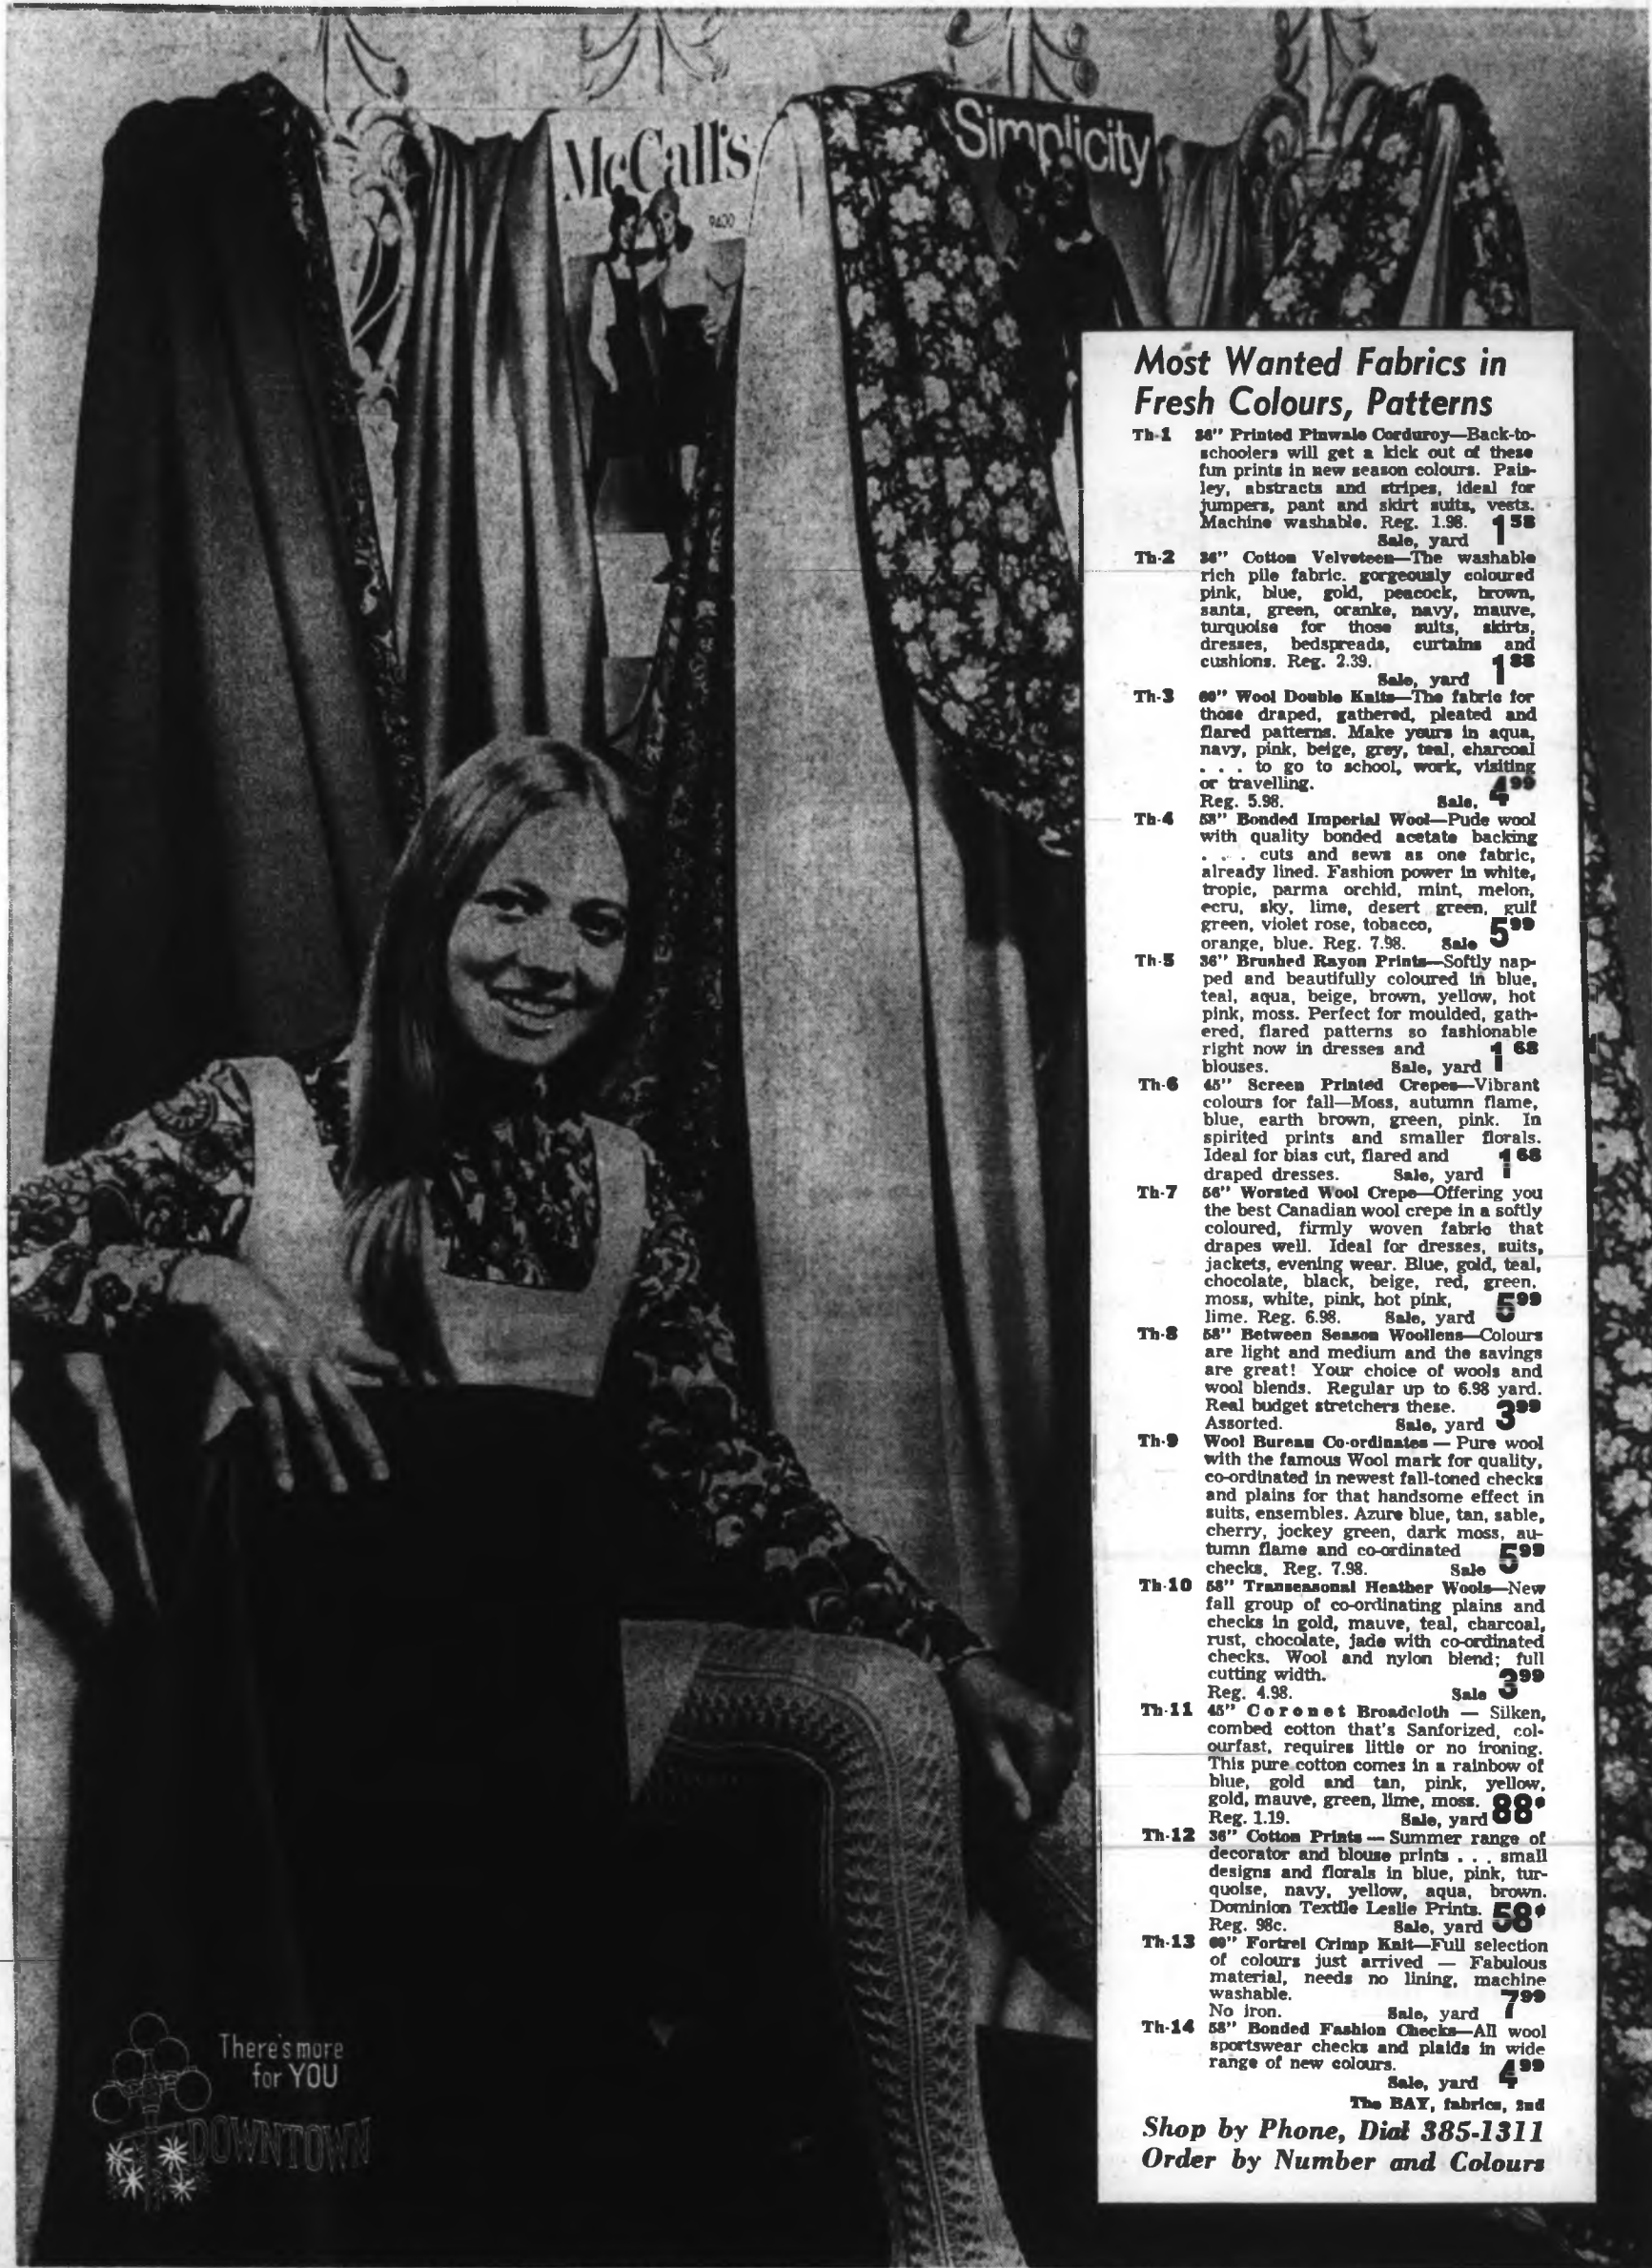 McCall's
9400
Simplicity
Most Wanted Fabrics in
Fresh Colours, Patterns
Th-1 36" Printed Pinwale Corduroy—Back-to-
schoolers will get a kick out of these
fun prints in new season colours. Pais-
ley, abstracts and stripes, ideal for
jumpers, pant and skirt suits, vests.
Machine washable. Reg. 1.98. 1 58
Sale, yard
Th-2 36" Cotton Velveteen—The washable
rich pile fabric. gorgeously coloured
pink, blue, gold, peacock, brown,
santa, green, oranke, navy, mauve,
turquoise for those suits, skirts,
dresses, bedspreads, curtains and
cushions. Reg. 2.39. 1 88
Sale, yard
Th-3 60" Wool Double Knits—The fabric for
those draped, gathered, pleated and
flared patterns. Make yours in aqua,
navy, pink, beige, grey, teal, charcoal
. . . to go to school, work, visiting
or travelling. 4 99
Reg. 5.98. Sale,
Th-4 58" Bonded Imperial Wool—Pude wool
with quality bonded acetate backing
. . . cuts and sews as one fabric,
already lined. Fashion power in white,
tropic, parma orchid, mint, melon,
ecru, sky, lime, desert green, gulf
green, violet rose, tobacco, 5 99
orange, blue. Reg. 7.98. Sale
Th-5 36" Brushed Rayon Prints—Softly nap-
ped and beautifully coloured in blue,
teal, aqua, beige, brown, yellow, hot
pink, moss. Perfect for moulded, gath-
ered, flared patterns so fashionable
right now in dresses and 1 68
blouses. Sale, yard
Th-6 45" Screen Printed Crepes—Vibrant
colours for fall—Moss, autumn flame,
blue, earth brown, green, pink. In
spirited prints and smaller florals.
Ideal for bias cut, flared and 1 68
draped dresses. Sale, yard
Th-7 56" Worsted Wool Crepe—Offering you
the best Canadian wool crepe in a softly
coloured, firmly woven fabric that
drapes well. Ideal for dresses, suits,
jackets, evening wear. Blue, gold, teal,
chocolate, black, beige, red, green,
moss, white, pink, hot pink, 5 99
lime. Reg. 6.98. Sale, yard
Th-8 58" Between Season Woollens—Colours
are light and medium and the savings
are great! Your choice of wools and
wool blends. Regular up to 6.98 yard.
Real budget stretchers these. 3 99
Assorted. Sale, yard
Th-9 Wool Bureau Co-ordinates — Pure wool
with the famous Wool mark for quality,
co-ordinated in newest fall-toned checks
and plains for that handsome effect in
suits, ensembles. Azure blue, tan, sable,
cherry, jockey green, dark moss, au-
tumn flame and co-ordinated 5 99
checks, Reg. 7.98. Sale
Th-10 58" Transeasonal Heather Wools—New
fall group of co-ordinating plains and
checks in gold, mauve, teal, charcoal,
rust, chocolate, jade with co-ordinated
checks. Wool and nylon blend; full
cutting width. 3 99
Reg. 4.98. Sale
Th-11 45" Coronet Broadcloth — Silken,
combed cotton that's Sanforized, col-
ourfast, requires little or no ironing.
This pure cotton comes in a rainbow of
blue, gold and tan, pink, yellow,
gold, mauve, green, lime, moss. 88¢
Reg. 1.19. Sale, yard
Th-12 36" Cotton Prints — Summer range of
decorator and blouse prints . . . small
designs and florals in blue, pink, tur-
quoise, navy, yellow, aqua, brown.
Dominion Textile Leslie Prints. 58¢
Reg. 98c. Sale, yard
Th-13 60" Fortrel Crimp Knit—Full selection
of colours just arrived — Fabulous
material, needs no lining, machine
washable. 7 99
No iron. Sale, yard
Th-14 58" Bonded Fashion Checks—All wool
sportswear checks and plaids in wide
range of new colours. 4 99
Sale, yard
The BAY, fabrics, 2nd
Shop by Phone, Dial 385-1311
Order by Number and Colours
There's more
for YOU
DOWNTOWN